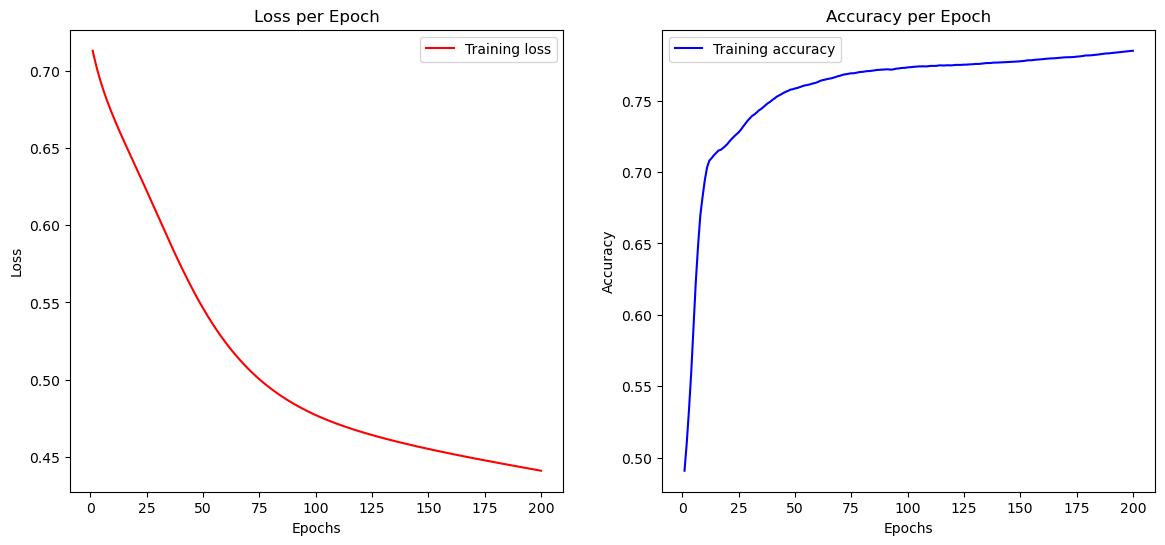 Loss per Epoch
Training loss
0.70
0.65
0.60
0.55
0.50
0.45
Loss
0 25 50 75 100 125 150 175 200
Epochs
Accuracy per Epoch
Training accuracy
0.75
0.70
0.65
0.60
0.55
0.50
Accuracy
0 25 50 75 100 125 150 175 200
Epochs